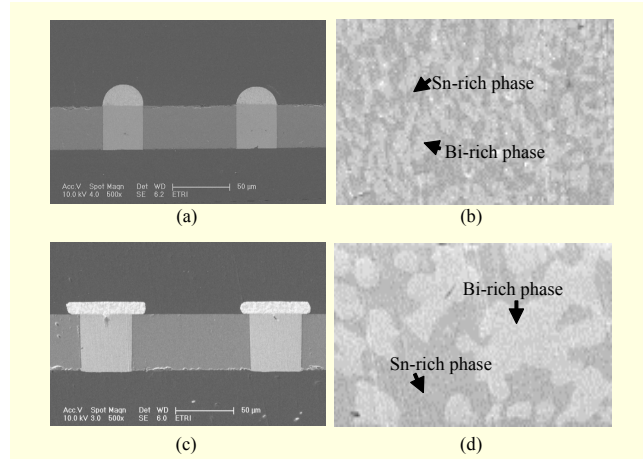 Sn-rich phase
Bi-rich phase
Acc.V Spot Magn Det WD 50 μm
10.0 kV 4.0 500x SE 6.2 ETRI
(a)
(b)
Bi-rich phase
Sn-rich phase
Acc.V Spot Magn Det WD 50 μm
10.0 kV 3.0 500x SE 6.0 ETRI
(c)
(d)